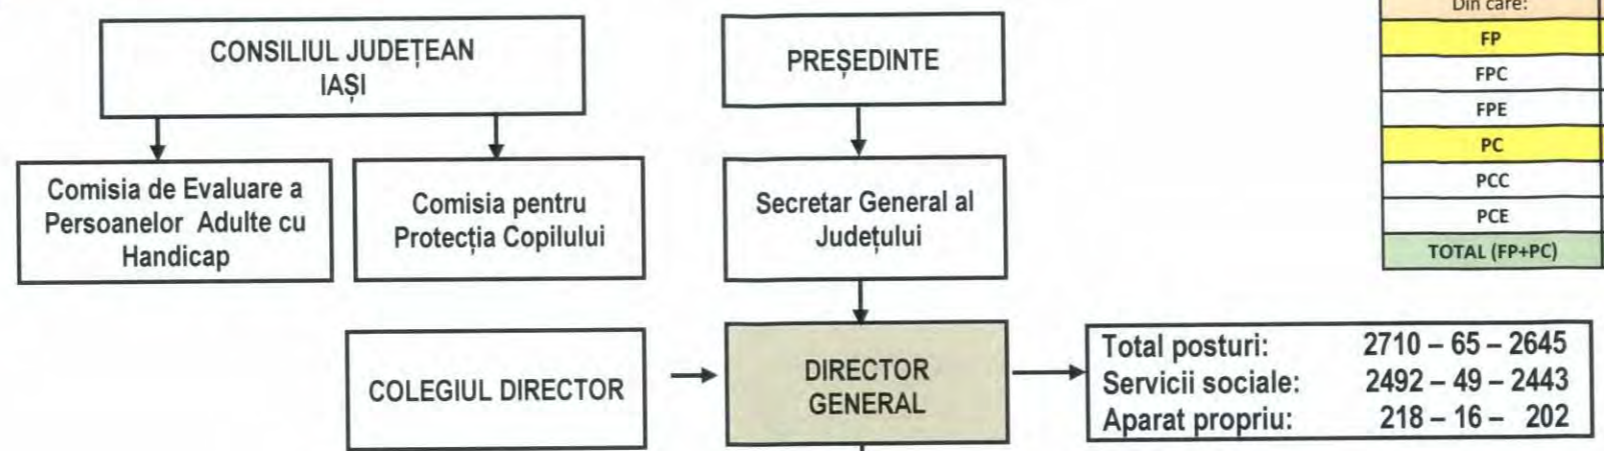 CONSILIUL JUDEȚEAN
IAȘI
PREȘEDINTE
Comisia de Evaluare a
Persoanelor Adulte cu
Handicap
Comisia pentru
Protecția Copilului
Secretar General al
Județului
COLEGIUL DIRECTOR
DIRECTOR
GENERAL
Total posturi: 2710 – 65 – 2645
Servicii sociale: 2492 – 49 – 2443
Aparat propriu: 218 – 16 – 202
Din care:
FP
FPC
FPE
PC
PCC
PCE
TOTAL (FP+PC)